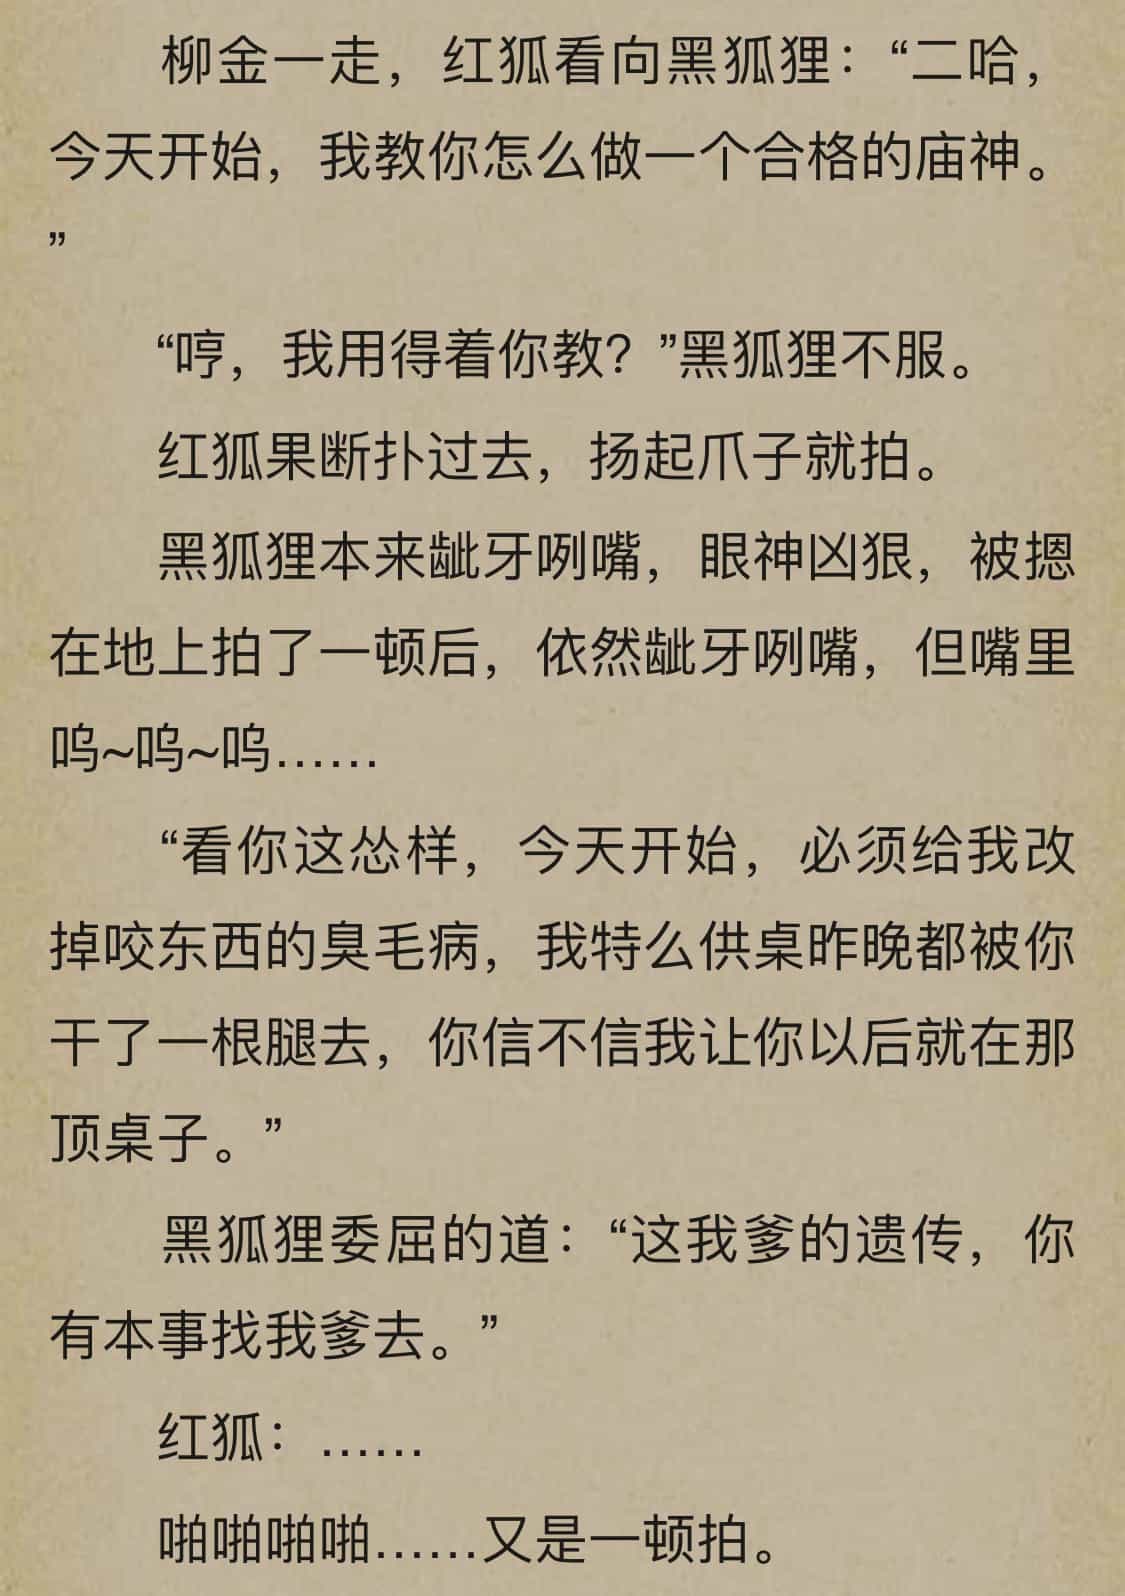 柳金一走，红狐看向黑狐狸：“二哈，
今天开始，我教你怎么做一个合格的庙神。
”
“哼，我用得着你教？”黑狐狸不服。
红狐果断扑过去，扬起爪子就拍。
黑狐狸本来龇牙咧嘴，眼神凶狠，被摁
在地上拍了一顿后，依然龇牙咧嘴，但嘴里
呜~呜~呜……
“看你这怂样，今天开始，必须给我改
掉咬东西的臭毛病，我特么供桌昨晚都被你
干了一根腿去，你信不信我让你以后就在那
顶桌子。”
黑狐狸委屈的道：“这我爹的遗传，你
有本事找我爹去。”
红狐：……
啪啪啪啪……又是一顿拍。